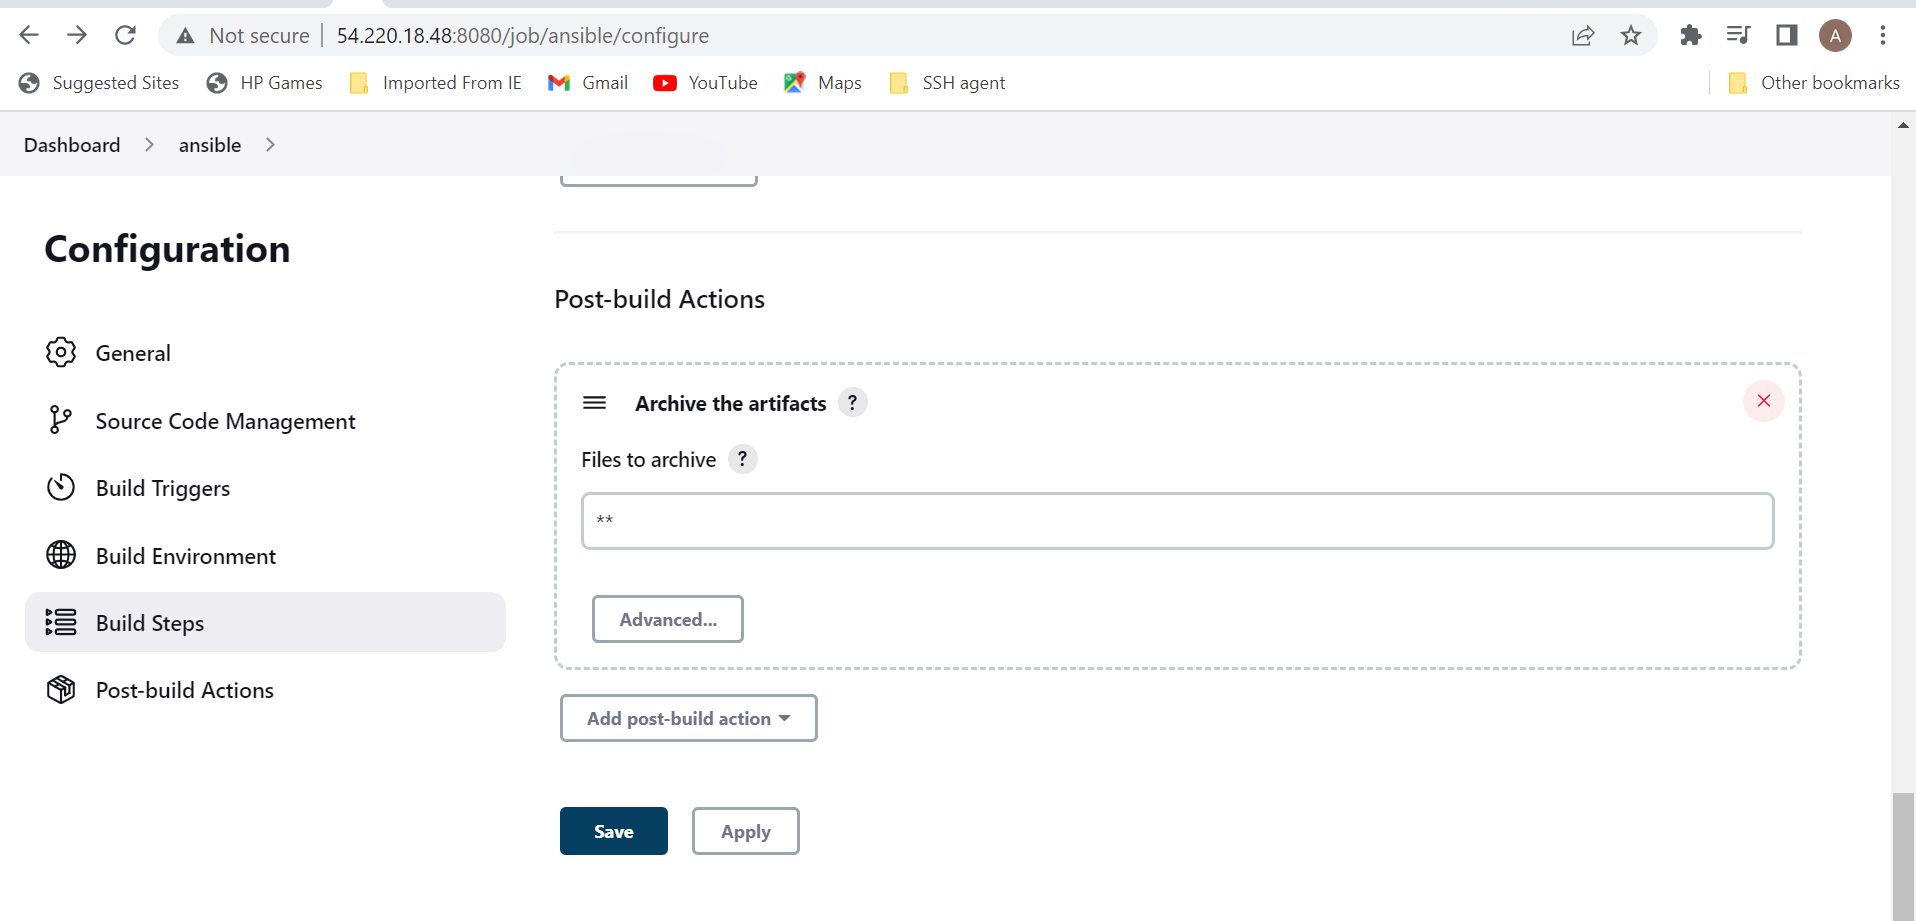 Not secure 54.220.18.48:8080/job/ansible/configure A
Suggested Sites HP Games Imported From IE Gmail YouTube Maps SSH agent Other bookmarks
Dashboard ansible
Configuration
General
Source Code Management
Build Triggers
Build Environment
Build Steps
Post-build Actions
Post-build Actions
Archive the artifacts ?
Files to archive ?
**
Advanced...
Add post-build action
Save Apply